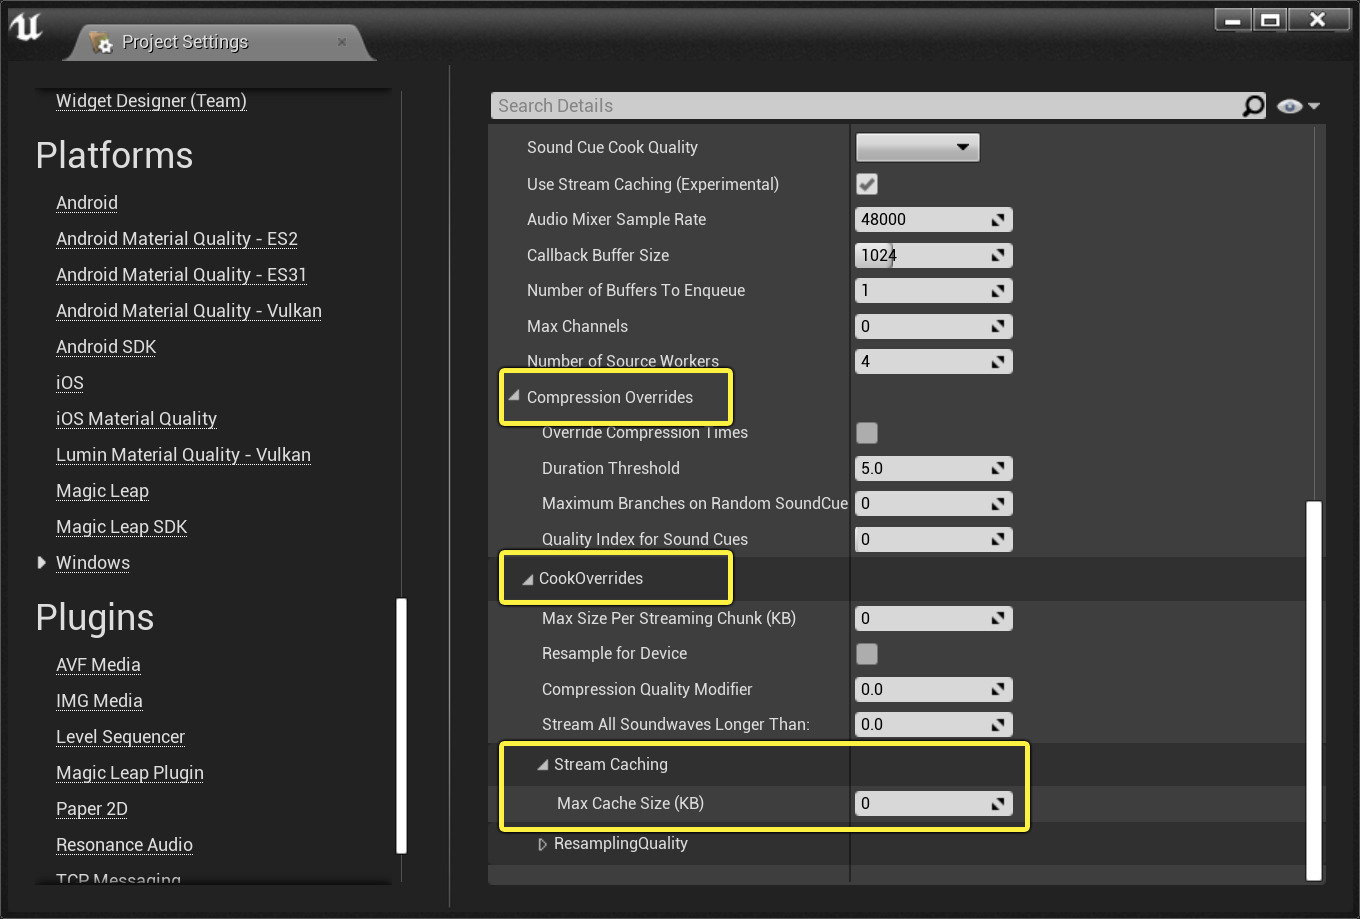 Project Settings
Widget Designer (Team)
Platforms
Android
Android Material Quality - ES2
Android Material Quality - ES31
Android Material Quality - Vulkan
Android SDK
iOS
iOS Material Quality
Lumin Material Quality - Vulkan
Magic Leap
Magic Leap SDK
Windows
Plugins
AVF Media
IMG Media
Level Sequencer
Magic Leap Plugin
Paper 2D
Resonance Audio
TCP Messaging
Search Details
Sound Cue Cook Quality
Use Stream Caching (Experimental)
Audio Mixer Sample Rate 48000
Callback Buffer Size 1024
Number of Buffers To Enqueue 1
Max Channels 0
Number of Source Workers 4
Compression Overrides
Override Compression Times
Duration Threshold 5.0
Maximum Branches on Random SoundCue 0
Quality Index for Sound Cues 0
CookOverrides
Max Size Per Streaming Chunk (KB) 0
Resample for Device
Compression Quality Modifier 0.0
Stream All Soundwaves Longer Than: 0.0
Stream Caching
Max Cache Size (KB) 0
ResamplingQuality